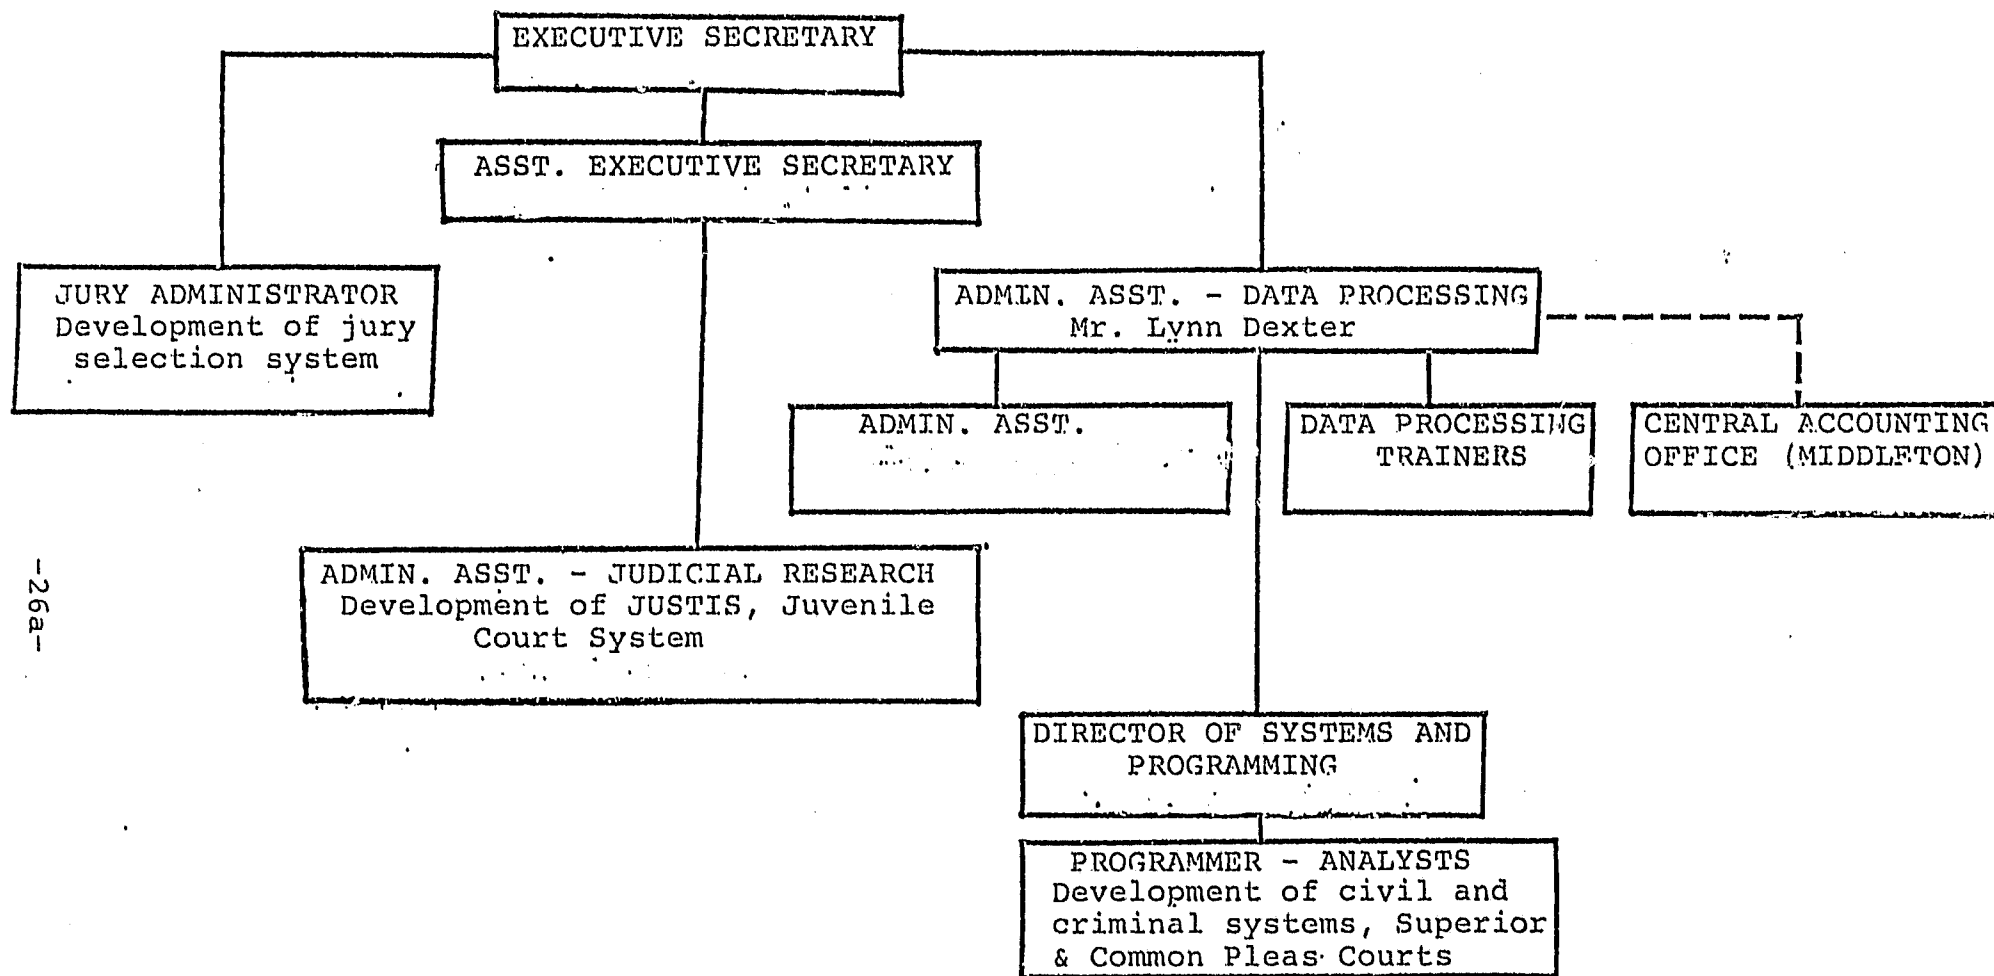 EXECUTIVE SECRETARY
ASST. EXECUTIVE SECRETARY
JURY ADMINISTRATOR
Development of jury
selection system
ADMIN. ASST. - DATA PROCESSING
Mr. Lynn Dexter
ADMIN. ASST.
DATA PROCESSING
TRAINERS
CENTRAL ACCOUNTING
OFFICE (MIDDLETON)
ADMIN. ASST. - JUDICIAL RESEARCH
Development of JUSTIS, Juvenile
Court System
DIRECTOR OF SYSTEMS AND
PROGRAMMING
PROGRAMMER - ANALYSTS
Development of civil and
criminal systems, Superior
& Common Pleas Courts
-26a-